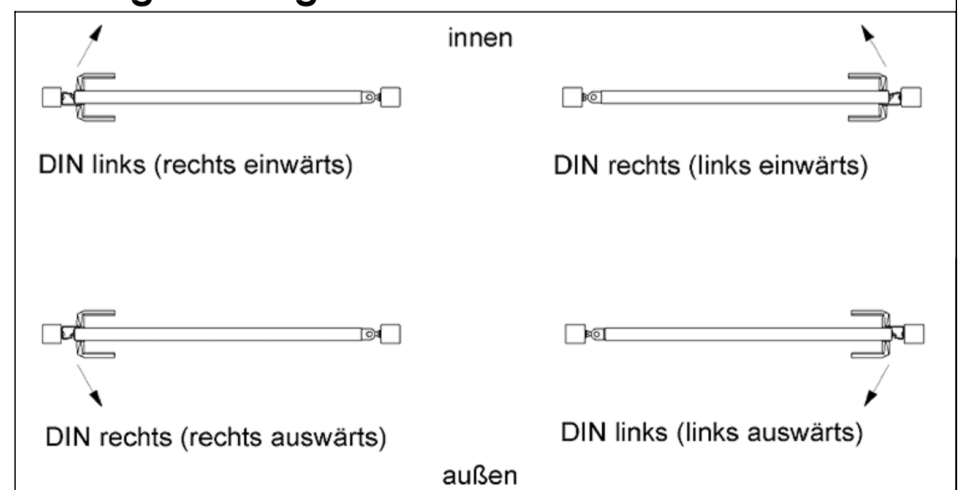 innen
DIN links (rechts einwärts)
DIN rechts (links einwärts)
DIN rechts (rechts auswärts)
DIN links (links auswärts)
außen